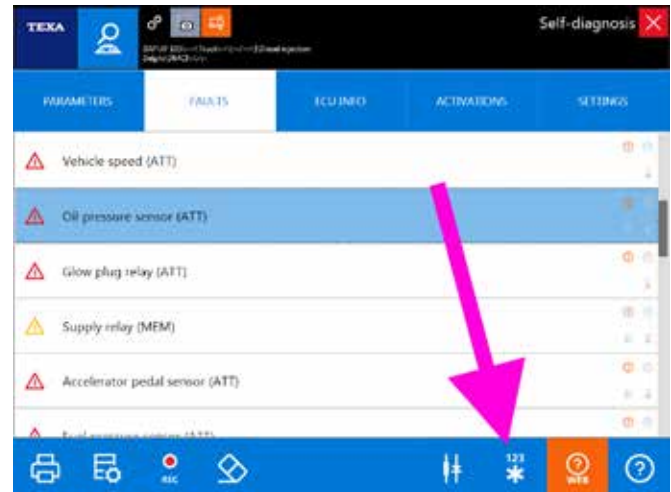 TEXA
Self-diagnosis
PARAMETERS
FAULTS
ECU INFO
ACTIVATIONS
SETTINGS
Vehicle speed (ATT)
Oil pressure sensor (ATT)
Glow plug relay (ATT)
Supply relay (MEM)
Accelerator pedal sensor (ATT)
REC
123
WEB